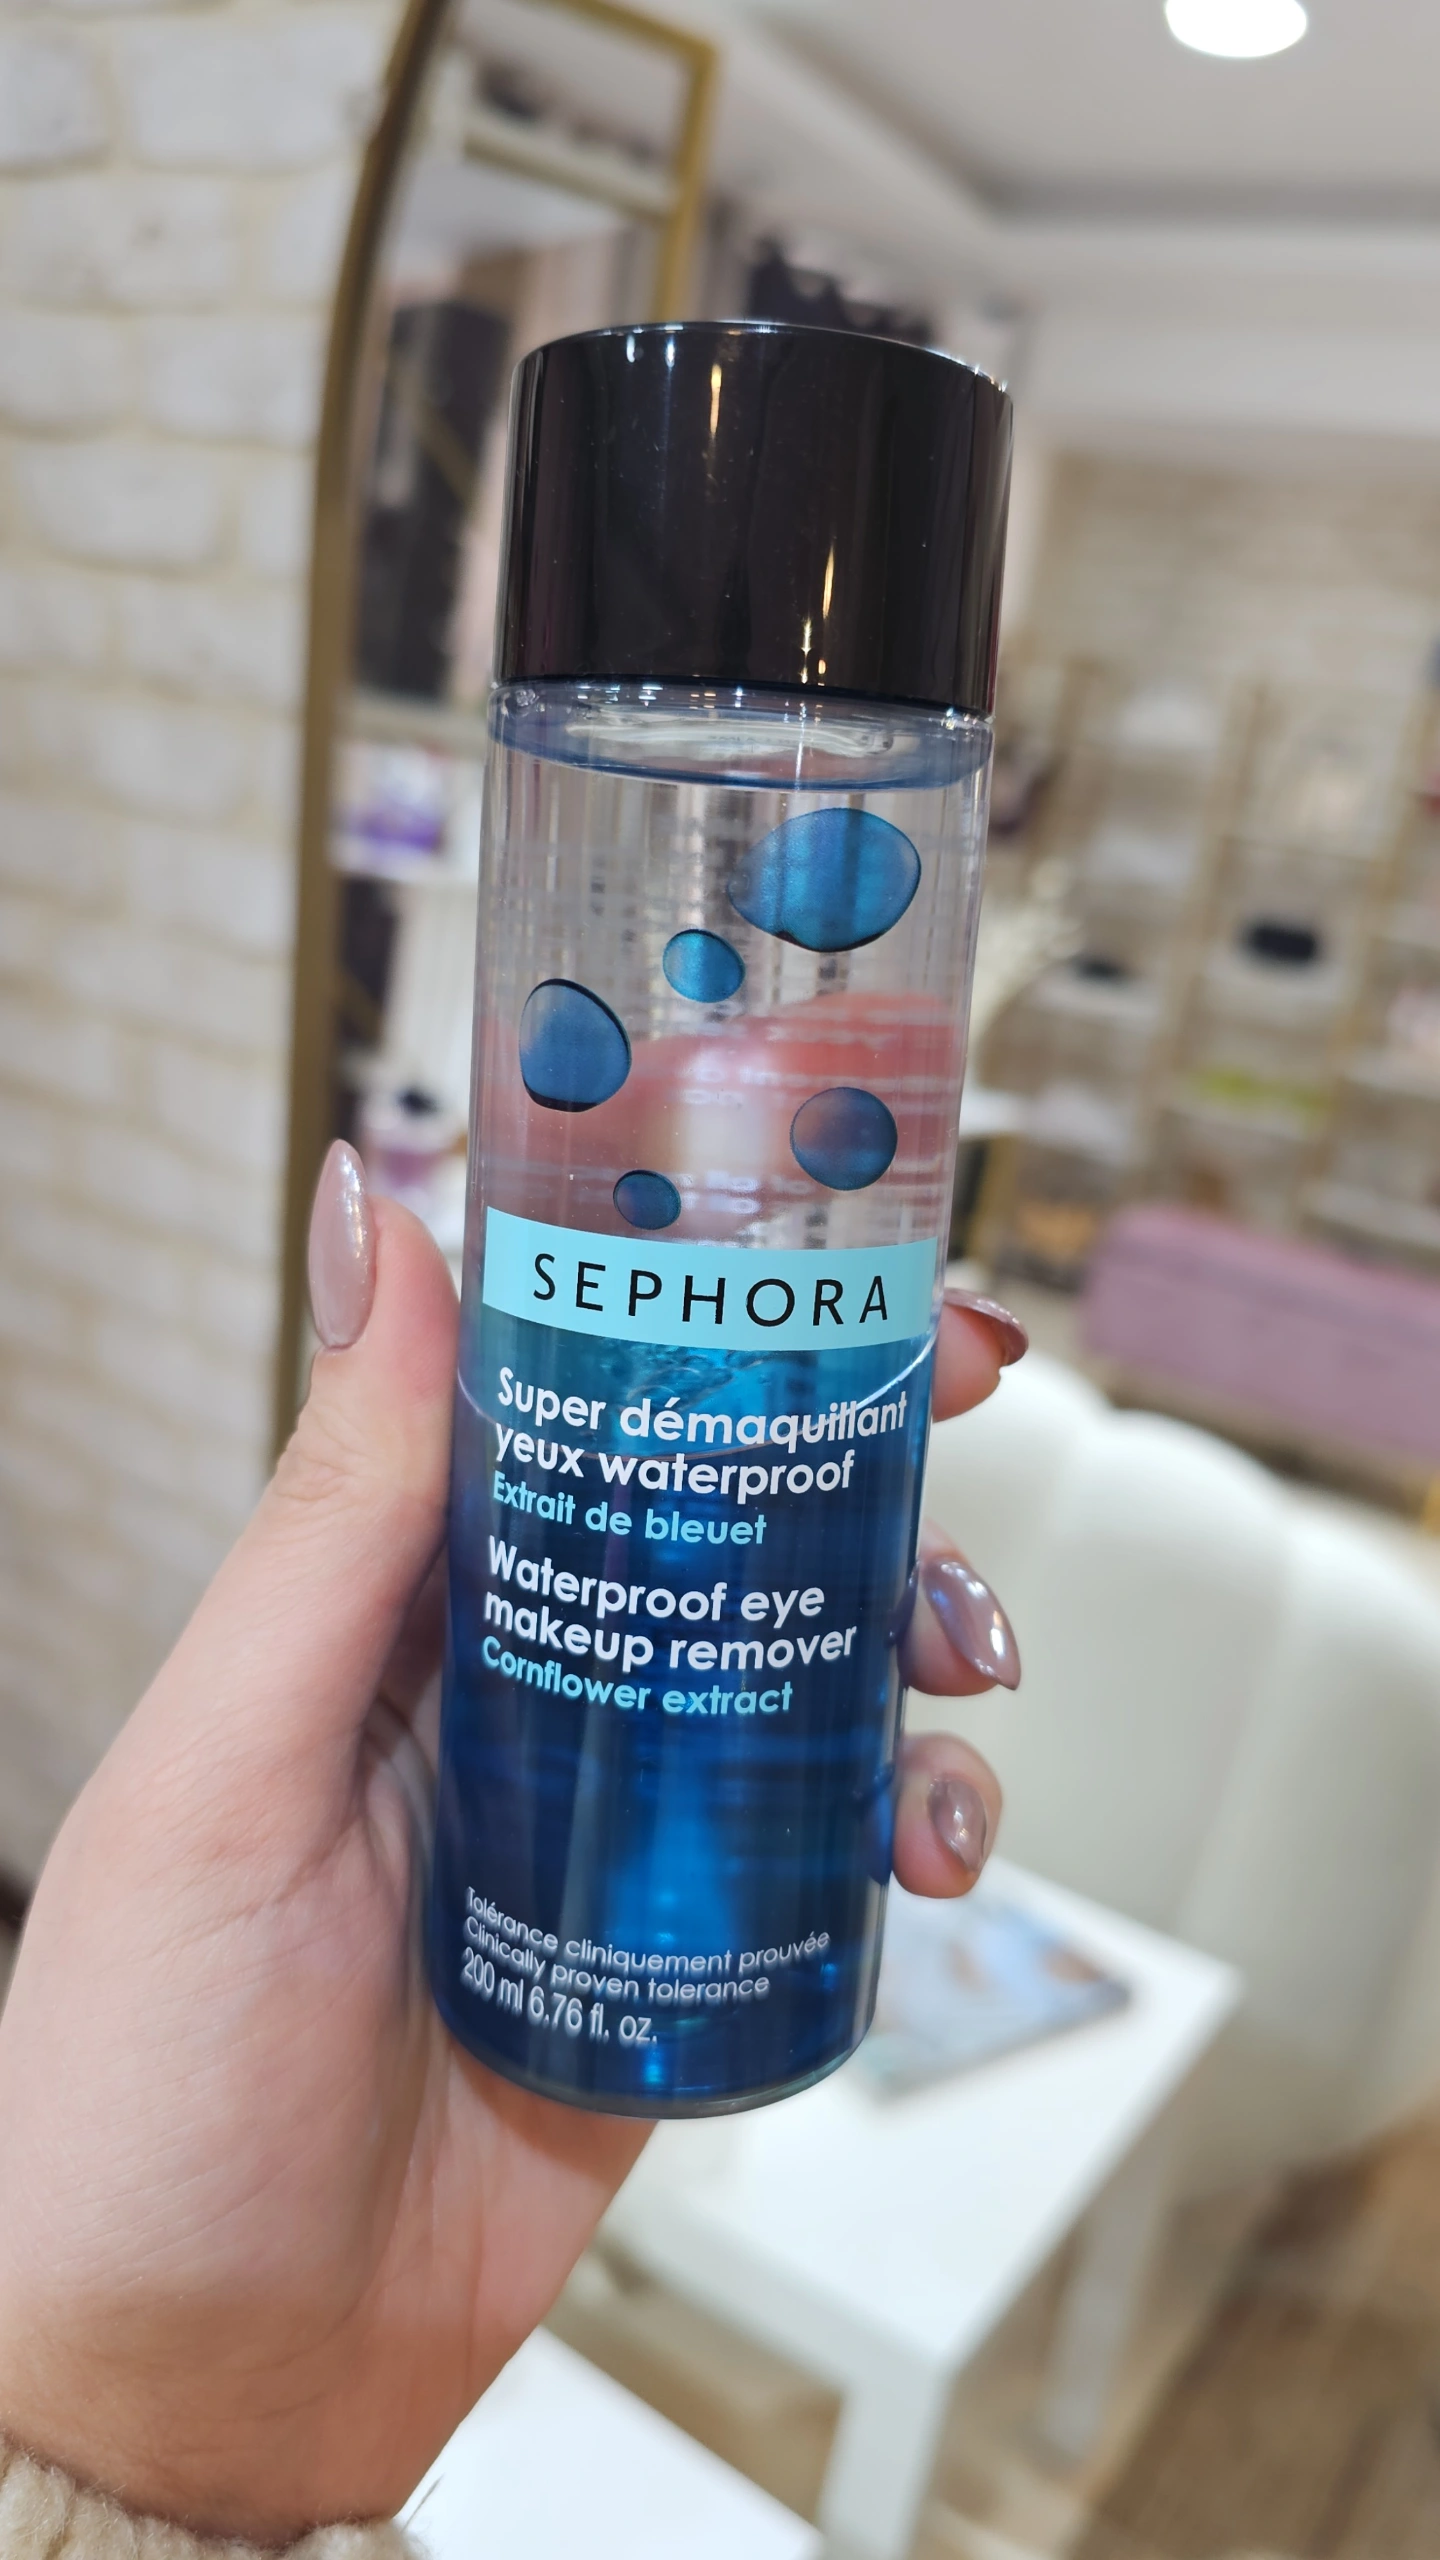 SEPHORA
Super démaquillant
yeux waterproof
Extrait de bleuet
Waterproof eye
makeup remover
Cornflower extract
Tolérance cliniquement prouvée
Clinically proven tolerance
200 ml 6.76 fl. oz.